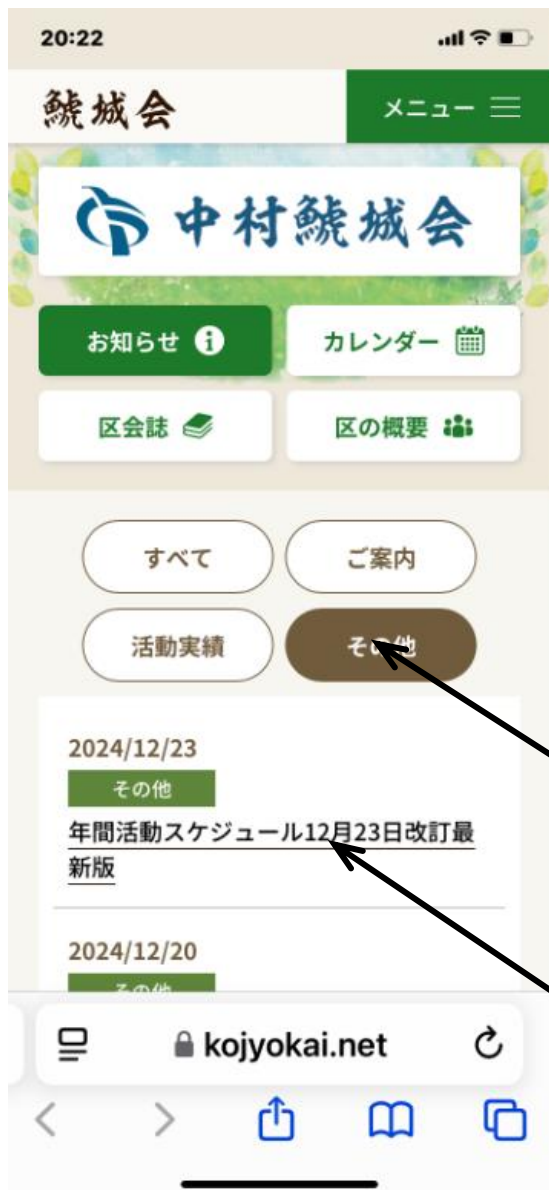 20:22
鯱城会
メニュー
中村鯱城会
お知らせ
カレンダー
区会誌
区の概要
すべて
ご案内
活動実績
その他
2024/12/23
その他
年間活動スケジュール12月23日改訂最
新版
2024/12/20
その他
kojyokai.net